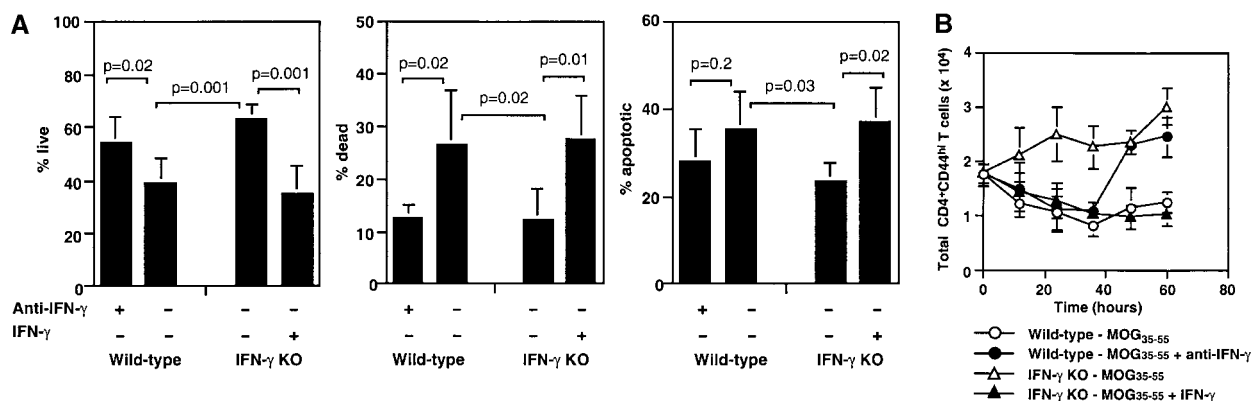 A
% live
100
80
60
40
20
0
p=0.02
p=0.001
p=0.001
% dead
50
40
30
20
10
0
p=0.02
p=0.02
p=0.01
% apoptotic
60
40
20
0
p=0.2
p=0.03
p=0.02
Anti-IFN-γ + – – – + – – – + – – –
IFN-γ – – – + – – – + – – – +
Wild-type IFN-γ KO Wild-type IFN-γ KO Wild-type IFN-γ KO
B
Total CD4+CD44hi T cells (x 10⁴)
4
3
2
1
0
0 20 40 60 80
Time (hours)
Wild-type - MOG35-55
Wild-type - MOG35-55 + anti-IFN-γ
IFN-γ KO - MOG35-55
IFN-γ KO - MOG35-55 + IFN-γ